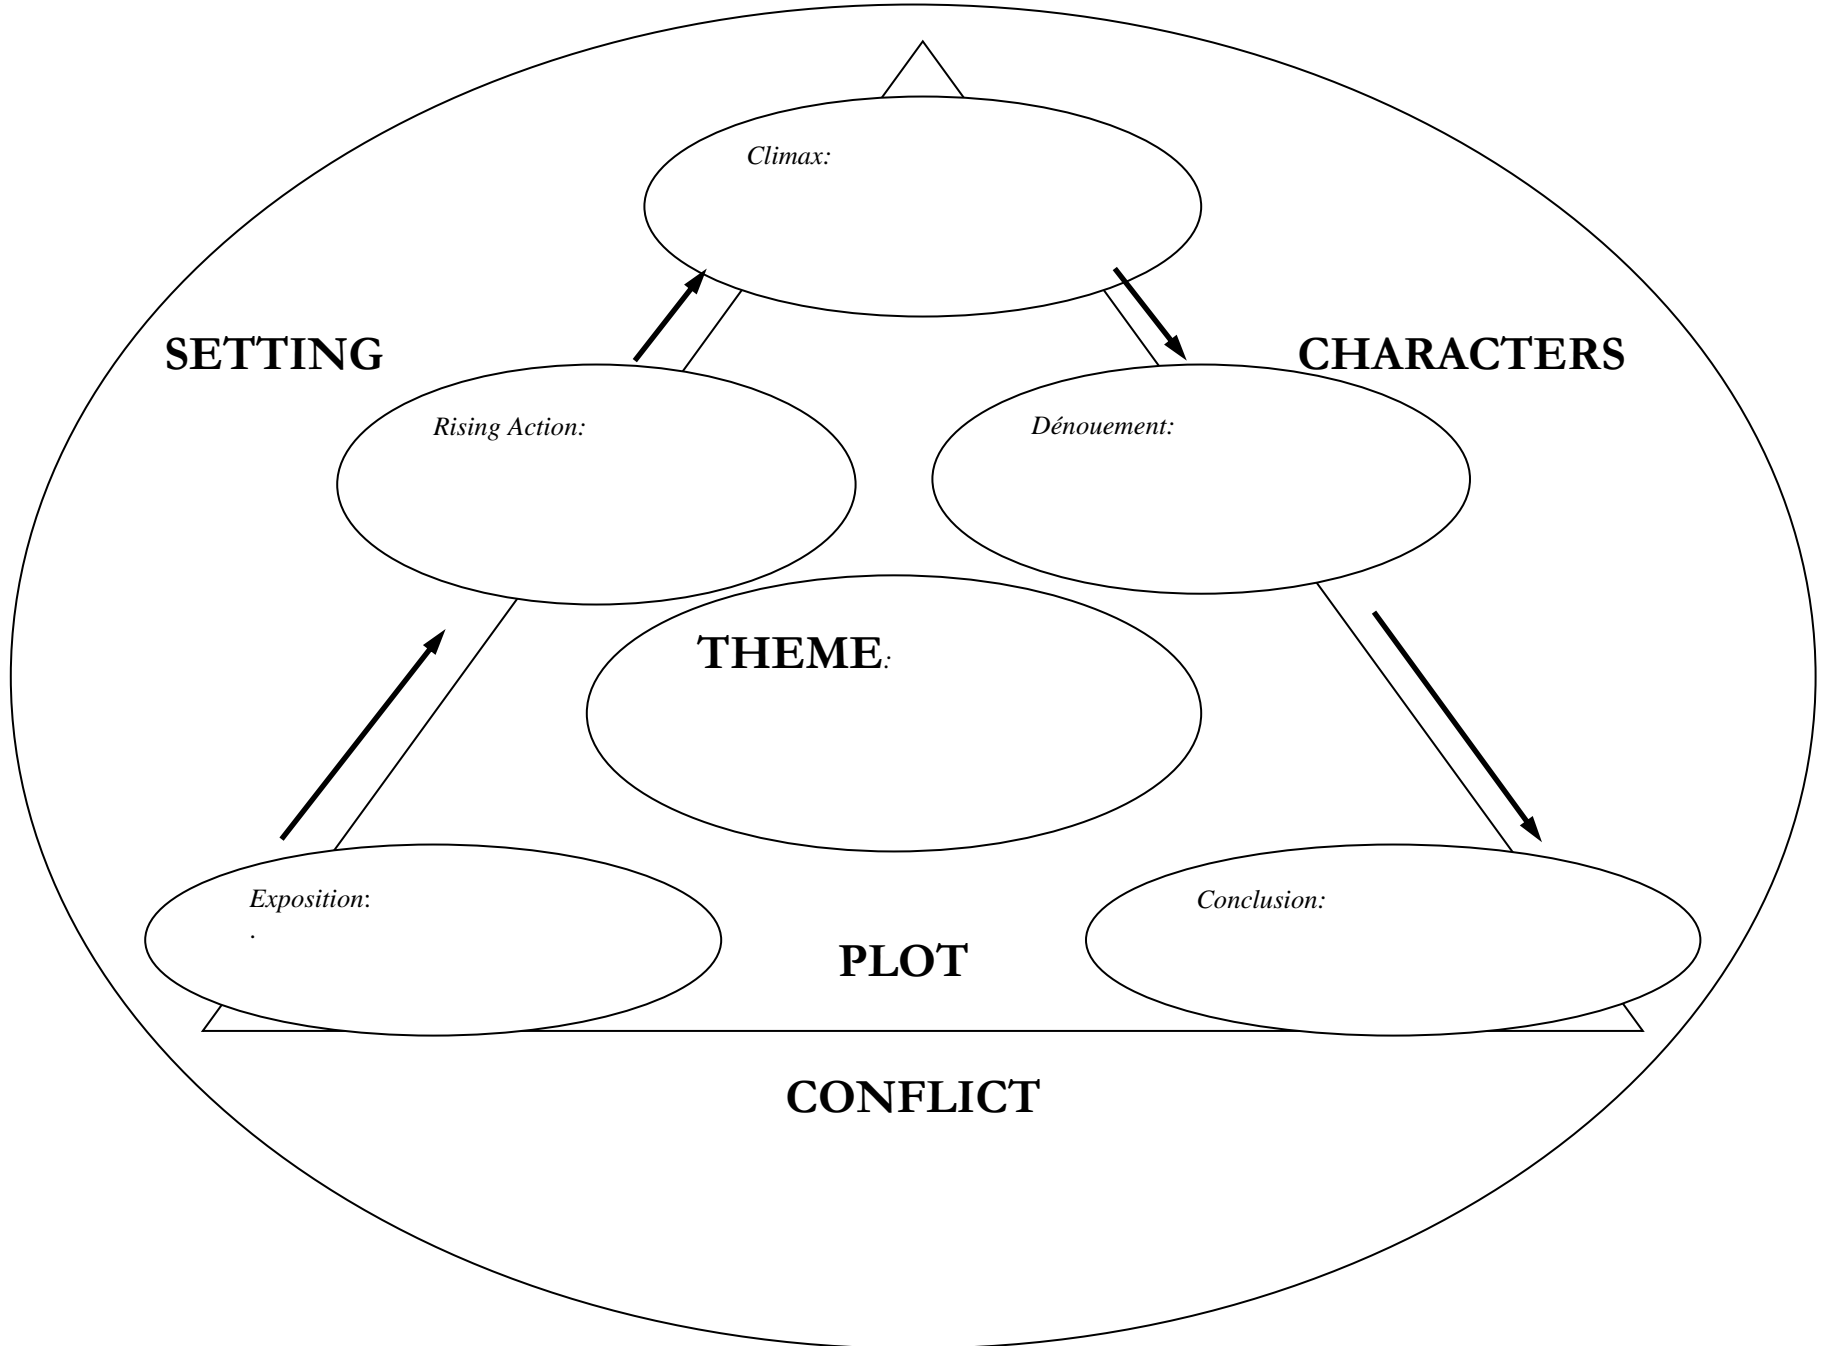 Climax:
SETTING
CHARACTERS
Rising Action:
Dénouement:
THEME:
Exposition:
.
Conclusion:
PLOT
CONFLICT